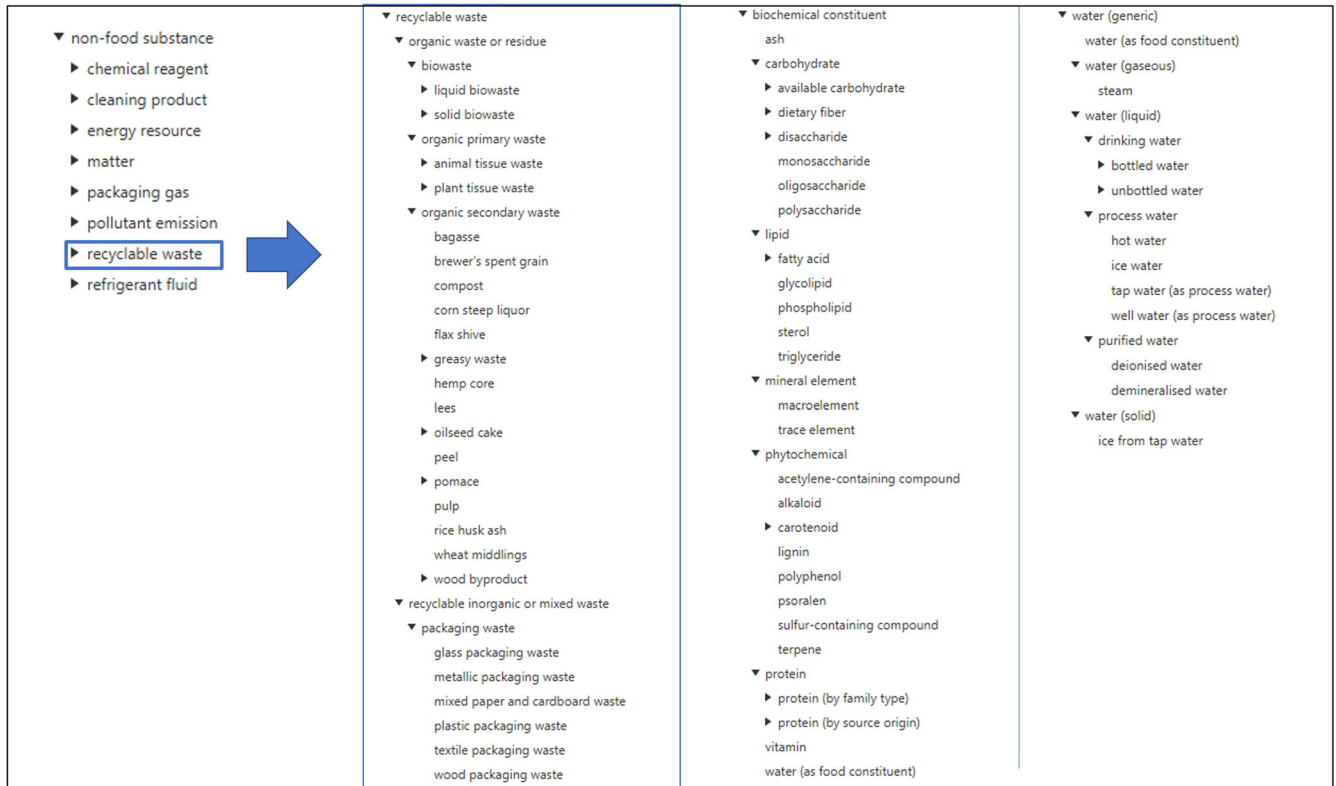 non-food substance
chemical reagent
cleaning product
energy resource
matter
packaging gas
pollutant emission
recyclable waste
refrigerant fluid
recyclable waste
organic waste or residue
biowaste
liquid biowaste
solid biowaste
organic primary waste
animal tissue waste
plant tissue waste
organic secondary waste
bagasse
brewer's spent grain
compost
corn steep liquor
flax shive
greasy waste
hemp core
lees
oilseed cake
peel
pomace
pulp
rice husk ash
wheat middlings
wood byproduct
recyclable inorganic or mixed waste
packaging waste
glass packaging waste
metallic packaging waste
mixed paper and cardboard waste
plastic packaging waste
textile packaging waste
wood packaging waste
biochemical constituent
ash
carbohydrate
available carbohydrate
dietary fiber
disaccharide
monosaccharide
oligosaccharide
polysaccharide
lipid
fatty acid
glycolipid
phospholipid
sterol
triglyceride
mineral element
macroelement
trace element
phytochemical
acetylene-containing compound
alkaloid
carotenoid
lignin
polyphenol
psoralen
sulfur-containing compound
terpene
protein
protein (by family type)
protein (by source origin)
vitamin
water (as food constituent)
water (generic)
water (as food constituent)
water (gaseous)
steam
water (liquid)
drinking water
bottled water
unbottled water
process water
hot water
ice water
tap water (as process water)
well water (as process water)
purified water
deionised water
demineralised water
water (solid)
ice from tap water